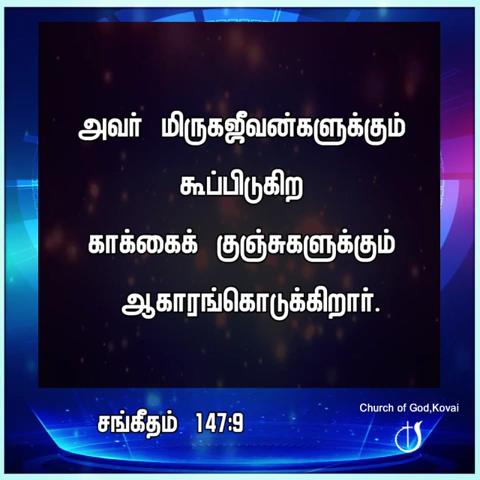 அவர் மிருகஜீவன்களுக்கும்
கூப்பிடுகிற
காக்கைக் குஞ்சுகளுக்கும்
ஆகாரங்கொடுக்கிறார்.
சங்கீதம் 147:9
Church of God,Kovai